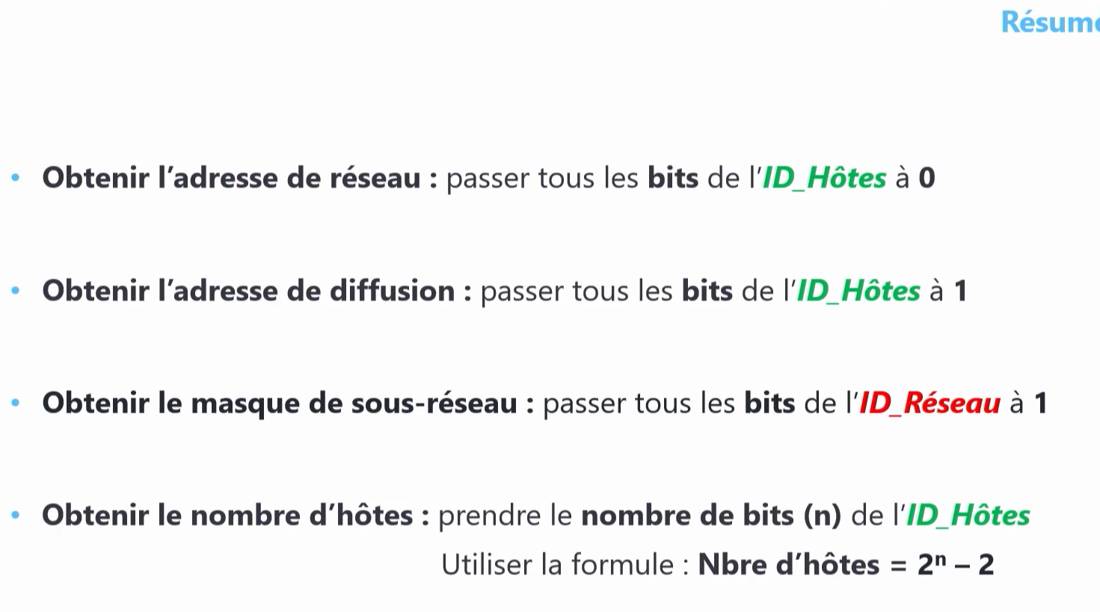 Résumé
• Obtenir l’adresse de réseau : passer tous les bits de l’ID_Hôtes à 0
• Obtenir l’adresse de diffusion : passer tous les bits de l’ID_Hôtes à 1
• Obtenir le masque de sous-réseau : passer tous les bits de l’ID_Réseau à 1
• Obtenir le nombre d’hôtes : prendre le nombre de bits (n) de l’ID_Hôtes
Utiliser la formule : Nbre d’hôtes = 2ⁿ – 2